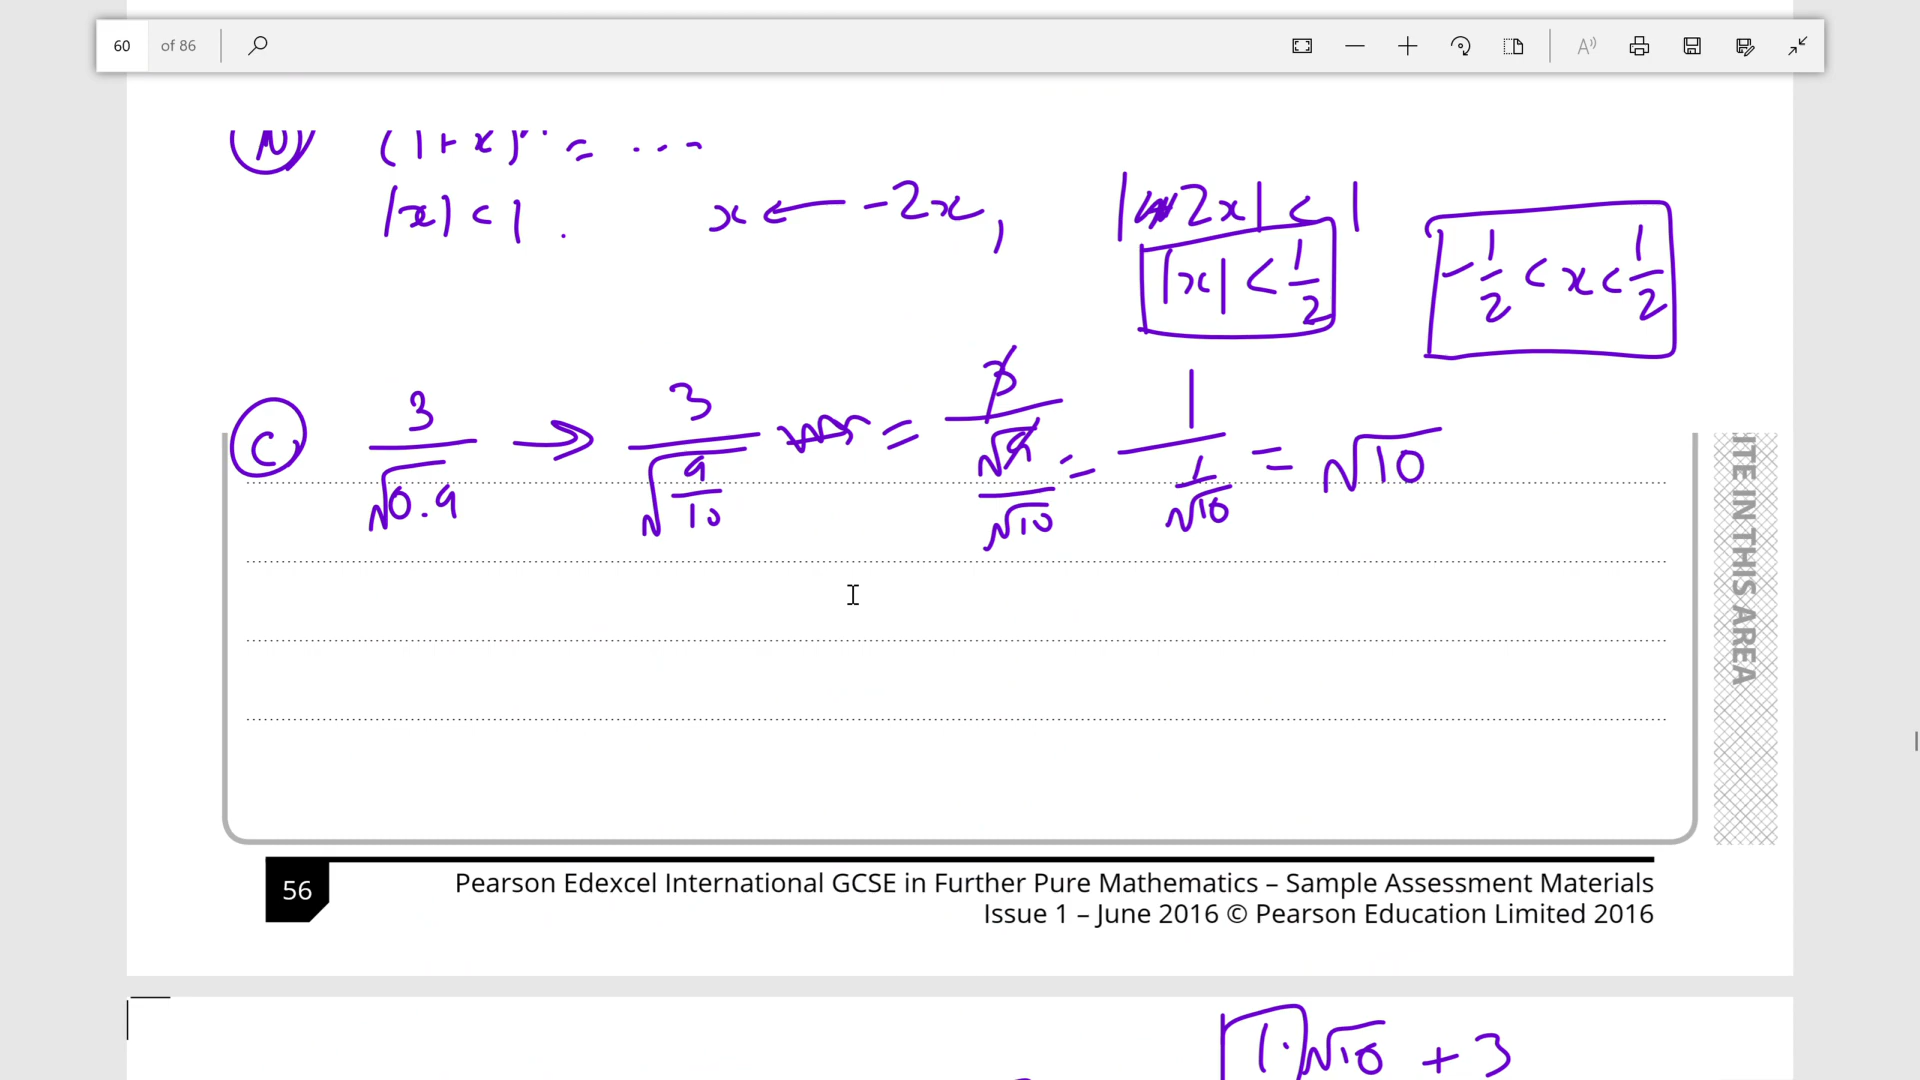 60 of 86
(1+x) = ...
|x| < 1 . x ← -2x, |2x| < 1
|x| < 1/2 -1/2 < x < 1/2
C 3/√0.9 → 3/√(9/10) = 3/(√9/√10) = 1/(1/√10) = √10
ITE IN THIS AREA
56 Pearson Edexcel International GCSE in Further Pure Mathematics – Sample Assessment Materials
Issue 1 – June 2016 © Pearson Education Limited 2016
1·√10 + 3